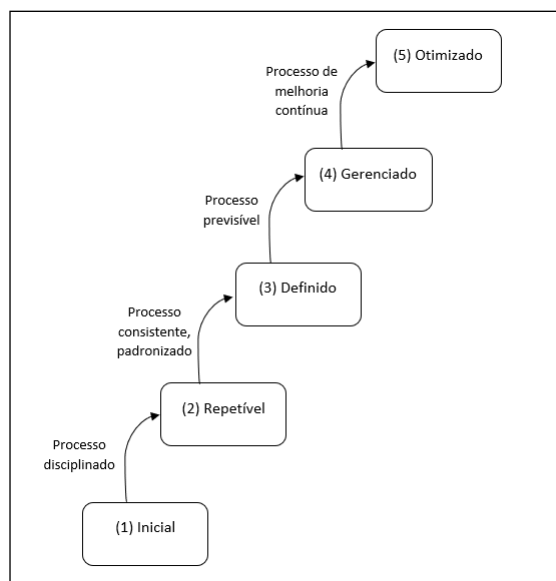 (5) Otimizado
Processo de
melhoria
contínua
(4) Gerenciado
Processo
previsível
(3) Definido
Processo
consistente,
padronizado
(2) Repetível
Processo
disciplinado
(1) Inicial